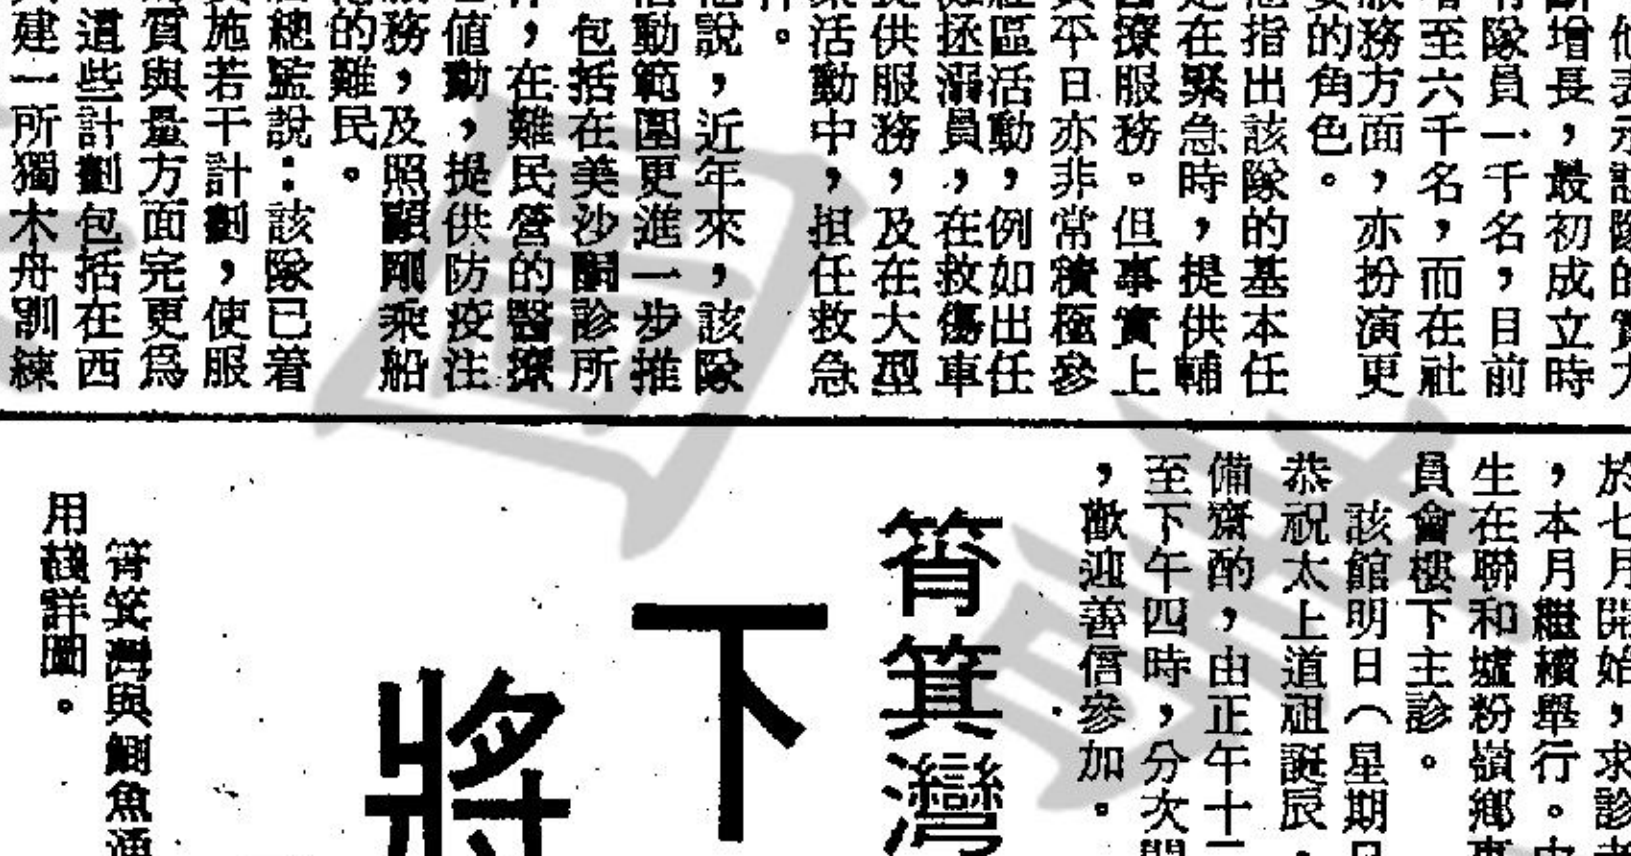 他表示該隊的實力
斷增長，最初成立時
有隊員一千名，目前
增至六千名，而在社
服務方面，亦扮演更
要的角色。
他指出該隊的基本任
是在緊急時，提供輔
醫療服務。但事實上
員平日亦非常積極參
社區活動，例如出任
拯溺員，在救傷車
提供服務，及在大型
活動中，担任救急
作。
他說，近年來，該隊
活動範圍更進一步推
包括在美沙酮診所
，在難民營的醫療
值勤，提供防疫注
服務，及照顧剛乘船
的難民。
總監說：該隊已着
施若干計劃，使服
質與量方面完更爲
這些計劃包括在西
建一所獨木舟訓練
於七月開始，求診者
，本月繼續舉行。由
生在聯和墟粉嶺鄉事
員會樓下主診。
該館明日（星期日
恭祝太上道祖誕辰，
備齋酌，由正午十二
至下午四時，分次開
，歡迎善信參加。
筲箕灣
下
將
筲箕灣與鰂魚涌
用棧詳圖。